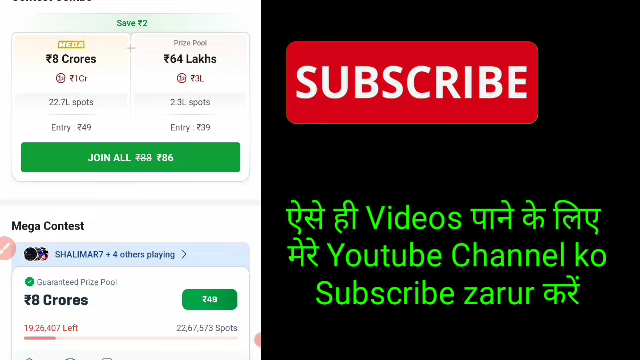 Save ₹2
MEGA
₹8 Crores
₹1Cr
22.7L spots
Entry : ₹49
Prize Pool
₹64 Lakhs
₹3L
2.3L spots
Entry : ₹39
JOIN ALL ₹88 ₹86
Mega Contest
SHALIMAR7 + 4 others playing
Guaranteed Prize Pool
₹8 Crores
₹49
19,26,407 Left
22,67,573 Spots
SUBSCRIBE
ऐसे ही Videos पाने के लिए
मेरे Youtube Channel ko
Subscribe zarur करें